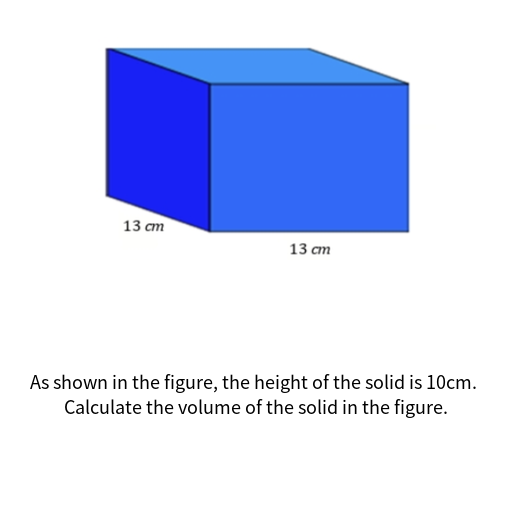 13 cm
13 cm
As shown in the figure, the height of the solid is 10cm.
Calculate the volume of the solid in the figure.